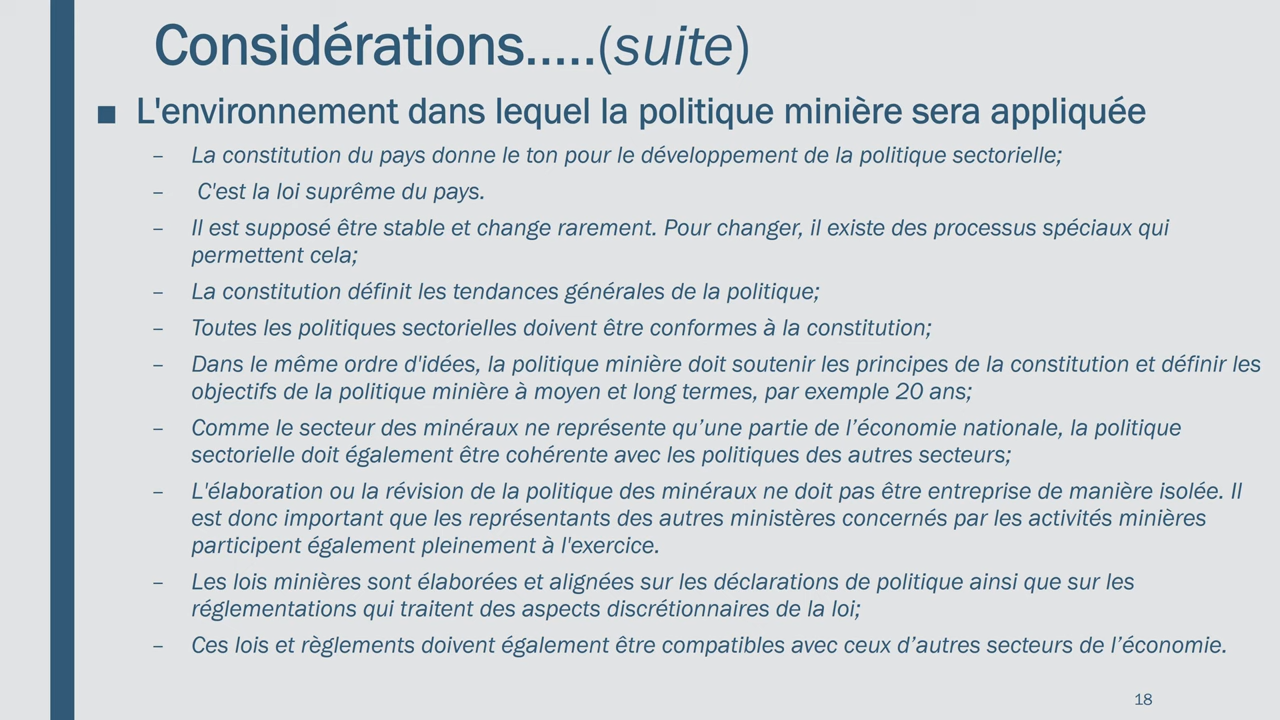 Considérations.....(suite)
■ L'environnement dans lequel la politique minière sera appliquée
– La constitution du pays donne le ton pour le développement de la politique sectorielle;
– C'est la loi suprême du pays.
– Il est supposé être stable et change rarement. Pour changer, il existe des processus spéciaux qui
permettent cela;
– La constitution définit les tendances générales de la politique;
– Toutes les politiques sectorielles doivent être conformes à la constitution;
– Dans le même ordre d'idées, la politique minière doit soutenir les principes de la constitution et définir les
objectifs de la politique minière à moyen et long termes, par exemple 20 ans;
– Comme le secteur des minéraux ne représente qu’une partie de l’économie nationale, la politique
sectorielle doit également être cohérente avec les politiques des autres secteurs;
– L'élaboration ou la révision de la politique des minéraux ne doit pas être entreprise de manière isolée. Il
est donc important que les représentants des autres ministères concernés par les activités minières
participent également pleinement à l'exercice.
– Les lois minières sont élaborées et alignées sur les déclarations de politique ainsi que sur les
réglementations qui traitent des aspects discrétionnaires de la loi;
– Ces lois et règlements doivent également être compatibles avec ceux d’autres secteurs de l’économie.
18